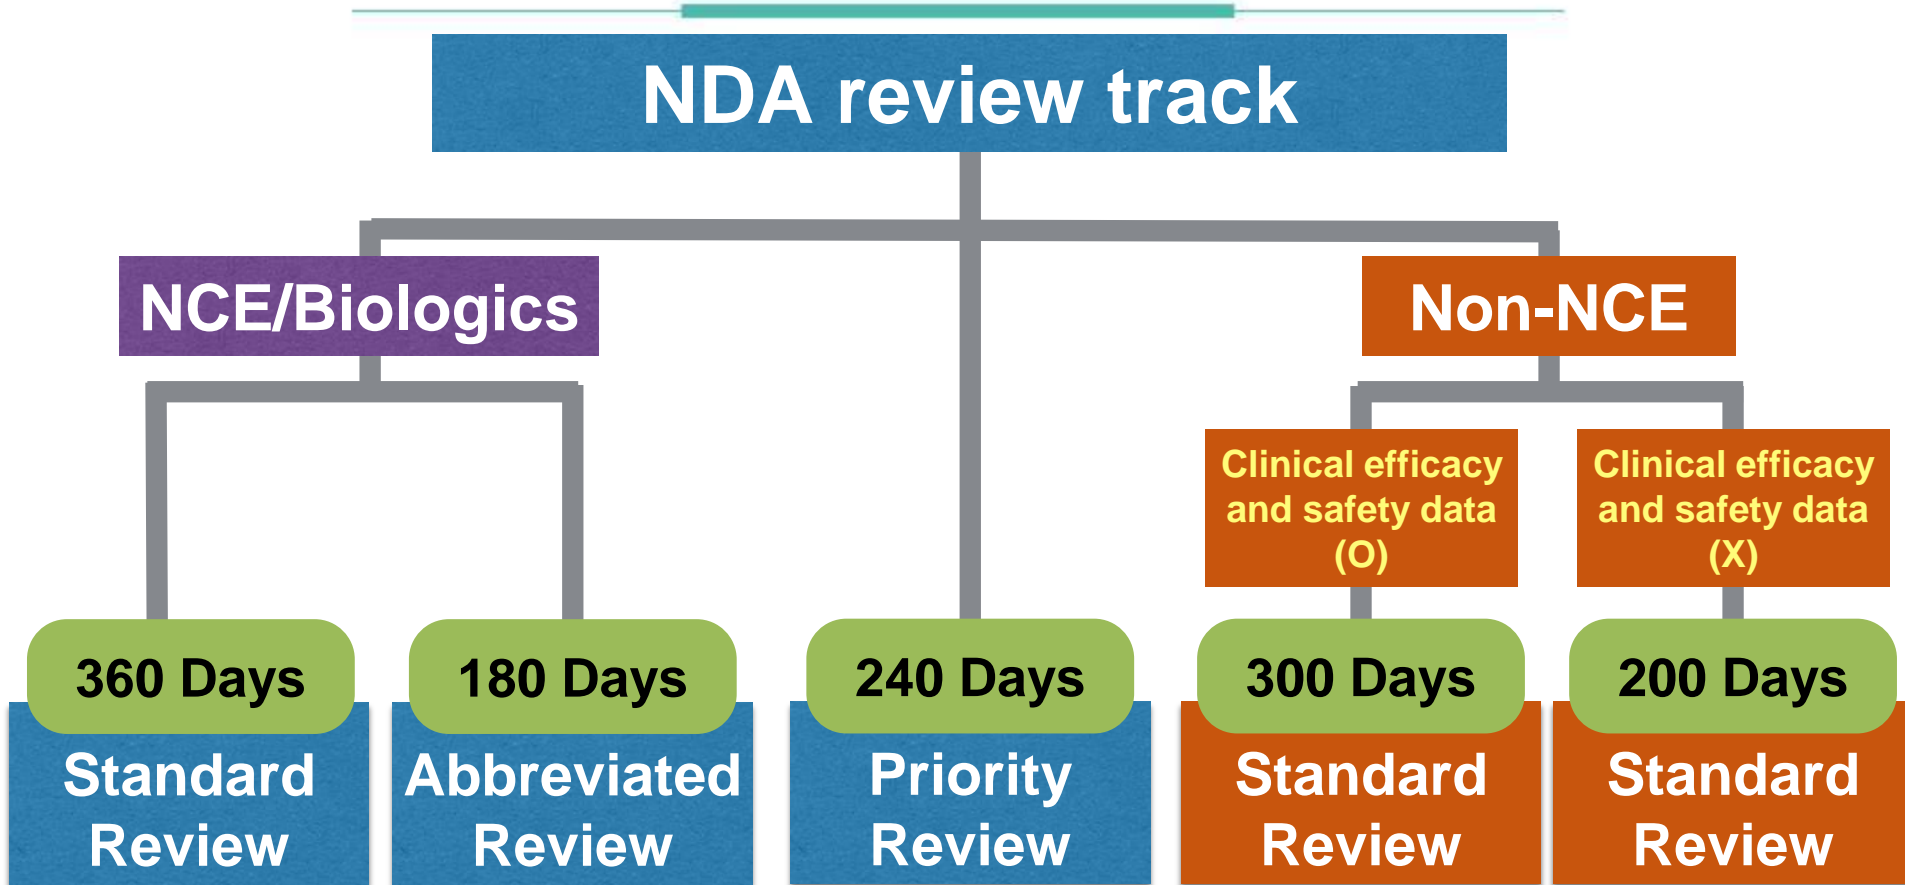 NDA review track
NCE/Biologics
Non-NCE
Clinical efficacy
and safety data
(O)
Clinical efficacy
and safety data
(X)
360 Days
Standard
Review
180 Days
Abbreviated
Review
240 Days
Priority
Review
300 Days
Standard
Review
200 Days
Standard
Review